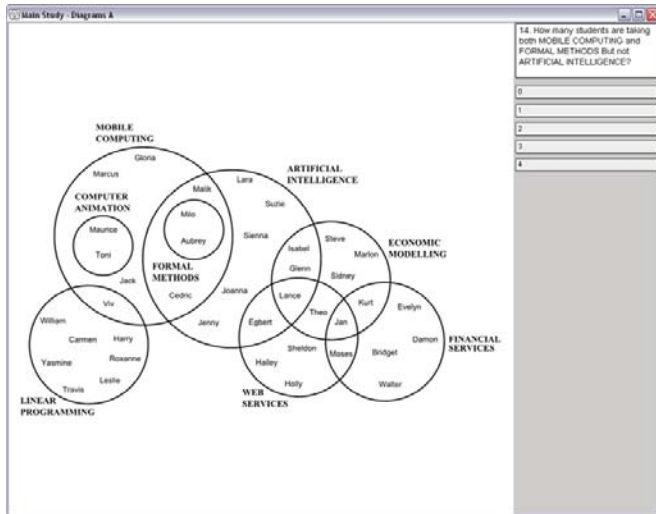 Main Study - Diagrams A
14. How many students are taking
both MOBILE COMPUTING and
FORMAL METHODS But not
ARTIFICIAL INTELLIGENCE?
0
1
2
3
4
MOBILE
COMPUTING
Gloria
Marcus
ARTIFICIAL
INTELLIGENCE
Malik
Lara
COMPUTER
ANIMATION
Suzie
Milo
Maurice
Sienna
Steve
Aubrey
Isabel
ECONOMIC
MODELLING
Toni
Marlon
FORMAL
METHODS
Glenn
Sidney
Jack
Joanna
Cedric
Lance
Kurt
Viv
Evelyn
Theo
William
Jenny
Egbert
Jan
Carmen
Harry
Damon
FINANCIAL
SERVICES
Sheldon
Moses
Bridget
Yasmine
Roxanne
Hailey
Leslie
Holly
Walter
Travis
LINEAR
PROGRAMMING
WEB
SERVICES